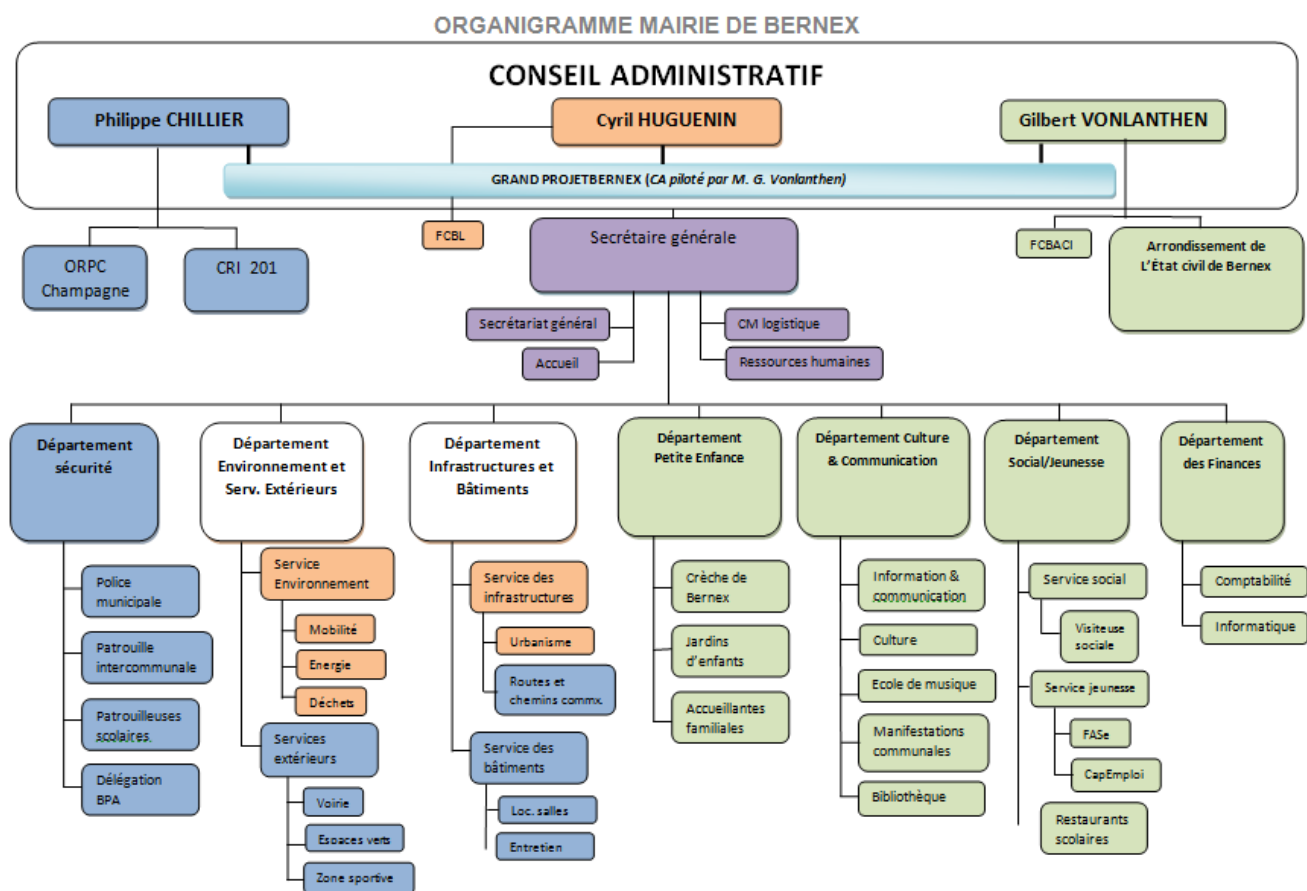 ORGANIGRAMME MAIRIE DE BERNEX
CONSEIL ADMINISTRATIF
Philippe CHILLIER
Cyril HUGUENIN
Gilbert VONLANTHEN
GRAND PROJETBERNEX (CA piloté par M. G. Vonlanthen)
ORPC
Champagne
CRI 201
FCBL
Secrétaire générale
FCBACI
Arrondissement de
L'État civil de Bernex
Secrétariat général
CM logistique
Accueil
Ressources humaines
Département
sécurité
Police
municipale
Patrouille
intercommunale
Patrouilleuses
scolaires.
Délégation
BPA
Département
Environnement et
Serv. Extérieurs
Service
Environnement
Mobilité
Energie
Déchets
Services
extérieurs
Voirie
Espaces verts
Zone sportive
Département
Infrastructures et
Bâtiments
Service des
infrastructures
Urbanisme
Routes et
chemins commx.
Service des
bâtiments
Loc. salles
Entretien
Département
Petite Enfance
Crèche de
Bernex
Jardins
d'enfants
Accueillantes
familiales
Département Culture
& Communication
Information &
communication
Culture
Ecole de musique
Manifestations
communales
Bibliothèque
Département
Social/Jeunesse
Service social
Visiteuse
sociale
Service jeunesse
FASe
CapEmploi
Restaurants
scolaires
Département
des Finances
Comptabilité
Informatique